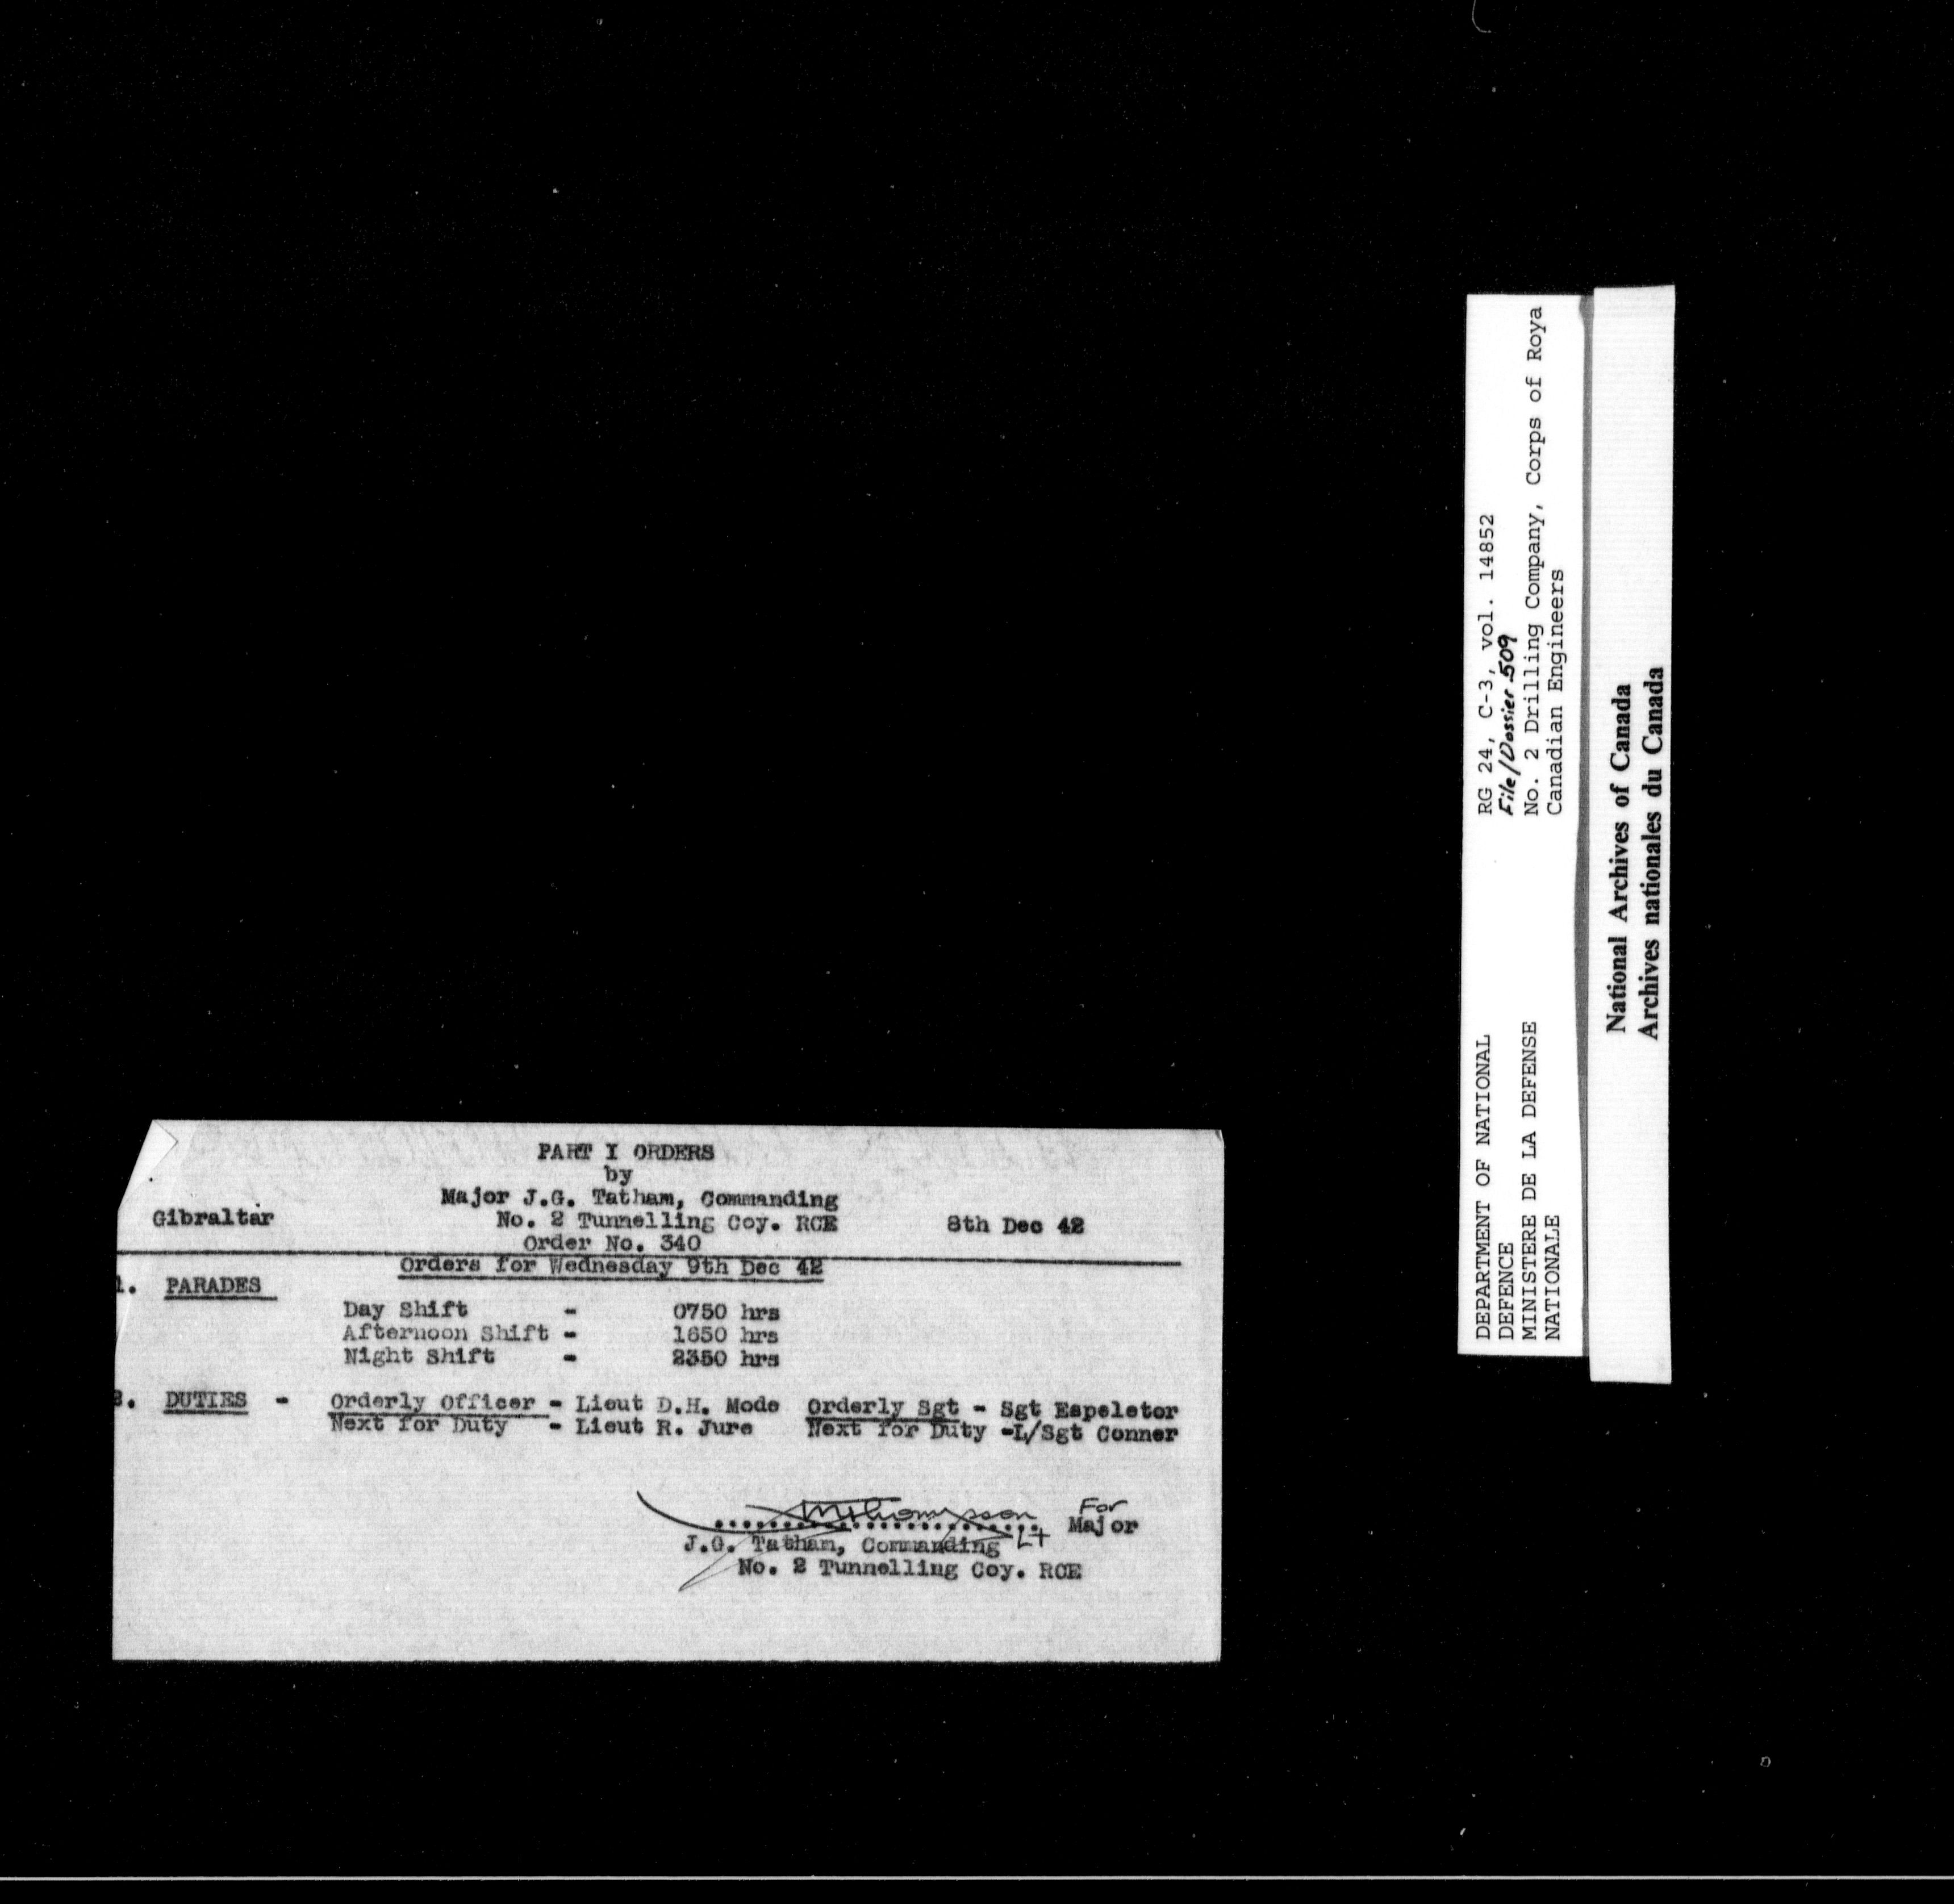 PART I ORDERS
by
Major J.G. Tatham, Commanding
Gibraltar No. 2 Tunnelling Coy. RCE 8th Dec 42
Order No. 340
Orders for Wednesday 9th Dec 42
1. PARADES
Day Shift - 0750 hrs
Afternoon Shift - 1650 hrs
Night Shift - 2350 hrs
2. DUTIES - Orderly Officer - Lieut D.H. Mode Orderly Sgt - Sgt Espeletor
Next for Duty - Lieut R. Jure Next for Duty -L/Sgt Conner
Thompson Lt For
Major
J.G. Tatham, Commanding
No. 2 Tunnelling Coy. RCE
DEPARTMENT OF NATIONAL
DEFENCE
MINISTERE DE LA DEFENSE
NATIONALE
RG 24, C-3, vol. 14852
File/Dossier 509
No. 2 Drilling Company, Corps of Roya
Canadian Engineers
National Archives of Canada
Archives nationales du Canada